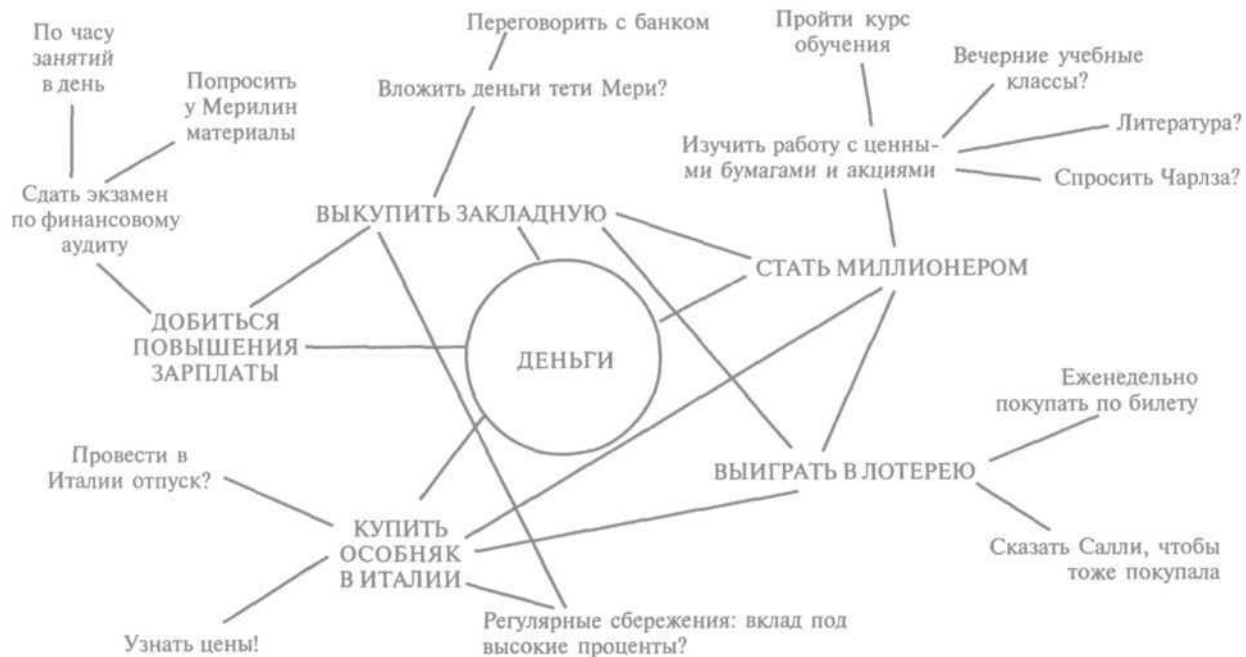 По часу
занятий
в день
Попросить
у Мерилин
материалы
Сдать экзамен
по финансовому
аудиту
Переговорить с банком
Вложить деньги тети Мери?
Пройти курс
обучения
Вечерние учебные
классы?
Литература?
Спросить Чарлза?
Изучить работу с ценны-
ми бумагами и акциями
ВЫКУПИТЬ ЗАКЛАДНУЮ
СТАТЬ МИЛЛИОНЕРОМ
ДОБИТЬСЯ
ПОВЫШЕНИЯ
ЗАРПЛАТЫ
ДЕНЬГИ
Еженедельно
покупать по билету
ВЫИГРАТЬ В ЛОТЕРЕЮ
Сказать Салли, чтобы
тоже покупала
Провести в
Италии отпуск?
КУПИТЬ
ОСОБНЯК
В ИТАЛИИ
Узнать цены!
Регулярные сбережения: вклад под
высокие проценты?